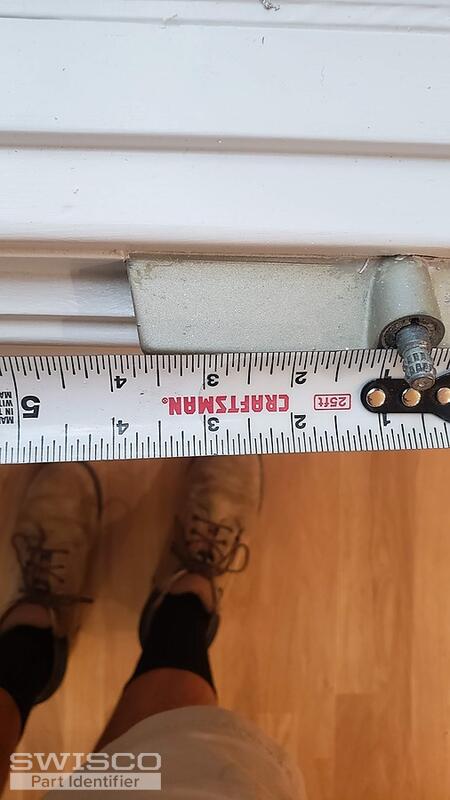 5 4 3 2 1
CRAFTSMAN® 25ft
4 3 2 1
SWISCO
Part Identifier